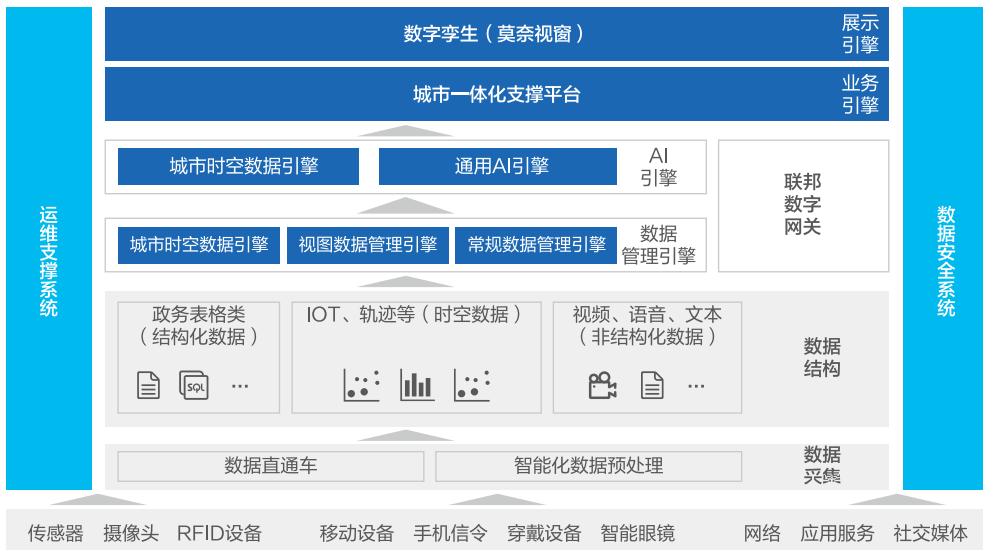 数字孪生（莫奈视窗）
展示
引擎
城市一体化支撑平台
业务
引擎
城市时空数据引擎
通用AI引擎
AI
引擎
联邦
数字
网关
城市时空数据引擎
视图数据管理引擎
常规数据管理引擎
数据
管理引擎
运维支撑系统
数据安全系统
政务表格类
（结构化数据）
IOT、轨迹等（时空数据）
视频、语音、文本
（非结构化数据）
SQL
...
...
数据
结构
数据直通车
智能化数据预处理
数据
采集
传感器 摄像头 RFID设备 移动设备 手机信令 穿戴设备 智能眼镜 网络 应用服务 社交媒体